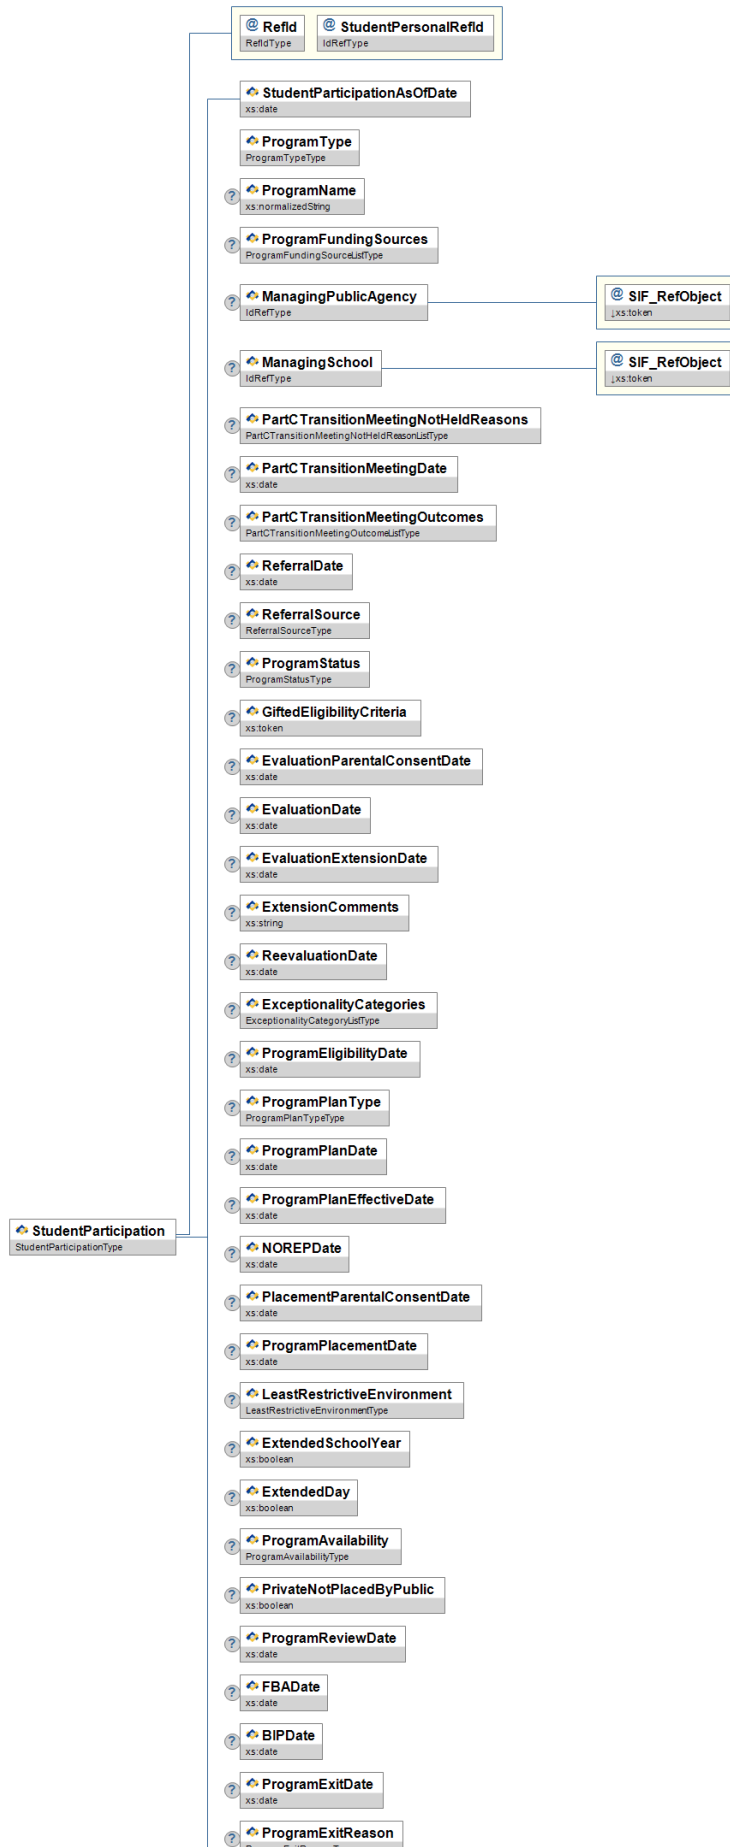 @ RefId
RefIdType
@ StudentPersonalRefId
IdRefType
StudentParticipationAsOfDate
xs:date
ProgramType
ProgramTypeType
? ProgramName
xs:normalizedString
? ProgramFundingSources
ProgramFundingSourceListType
? ManagingPublicAgency
IdRefType
@ SIF_RefObject
↓xs:token
? ManagingSchool
IdRefType
@ SIF_RefObject
↓xs:token
? PartCTransitionMeetingNotHeldReasons
PartCTransitionMeetingNotHeldReasonListType
? PartCTransitionMeetingDate
xs:date
? PartCTransitionMeetingOutcomes
PartCTransitionMeetingOutcomeListType
? ReferralDate
xs:date
? ReferralSource
ReferralSourceType
? ProgramStatus
ProgramStatusType
? GiftedEligibilityCriteria
xs:token
? EvaluationParentalConsentDate
xs:date
? EvaluationDate
xs:date
? EvaluationExtensionDate
xs:date
? ExtensionComments
xs:string
? ReevaluationDate
xs:date
? ExceptionalityCategories
ExceptionalityCategoryListType
? ProgramEligibilityDate
xs:date
? ProgramPlanType
ProgramPlanTypeType
? ProgramPlanDate
xs:date
? ProgramPlanEffectiveDate
xs:date
StudentParticipation
StudentParticipationType
? NOREPDate
xs:date
? PlacementParentalConsentDate
xs:date
? ProgramPlacementDate
xs:date
? LeastRestrictiveEnvironment
LeastRestrictiveEnvironmentType
? ExtendedSchoolYear
xs:boolean
? ExtendedDay
xs:boolean
? ProgramAvailability
ProgramAvailabilityType
? PrivateNotPlacedByPublic
xs:boolean
? ProgramReviewDate
xs:date
? FBADate
xs:date
? BIPDate
xs:date
? ProgramExitDate
xs:date
? ProgramExitReason